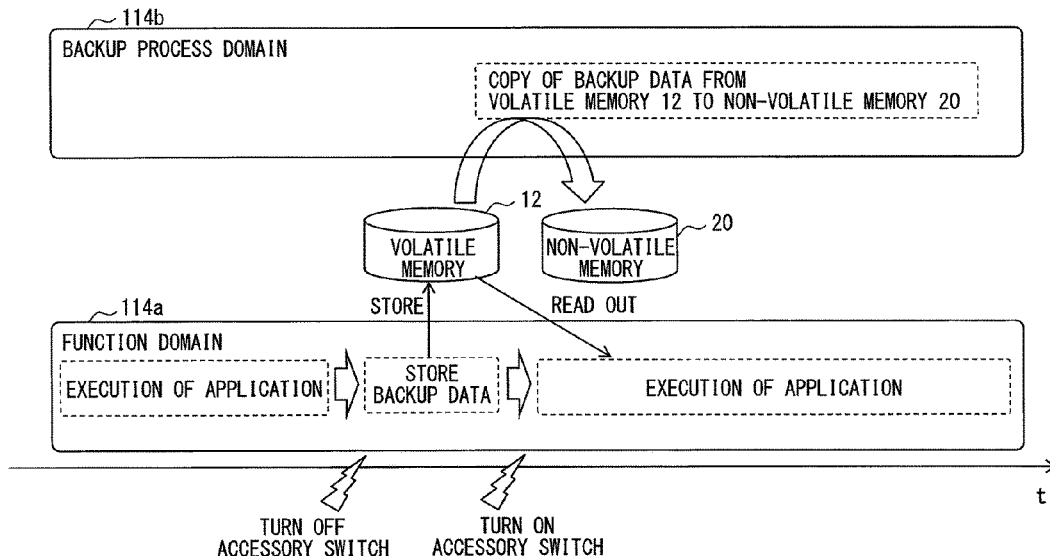 114b
BACKUP PROCESS DOMAIN
COPY OF BACKUP DATA FROM
VOLATILE MEMORY 12 TO NON-VOLATILE MEMORY 20
12
VOLATILE
MEMORY
20
NON-VOLATILE
MEMORY
STORE
READ OUT
114a
FUNCTION DOMAIN
EXECUTION OF APPLICATION
STORE
BACKUP DATA
EXECUTION OF APPLICATION
t
TURN OFF
ACCESSORY SWITCH
TURN ON
ACCESSORY SWITCH